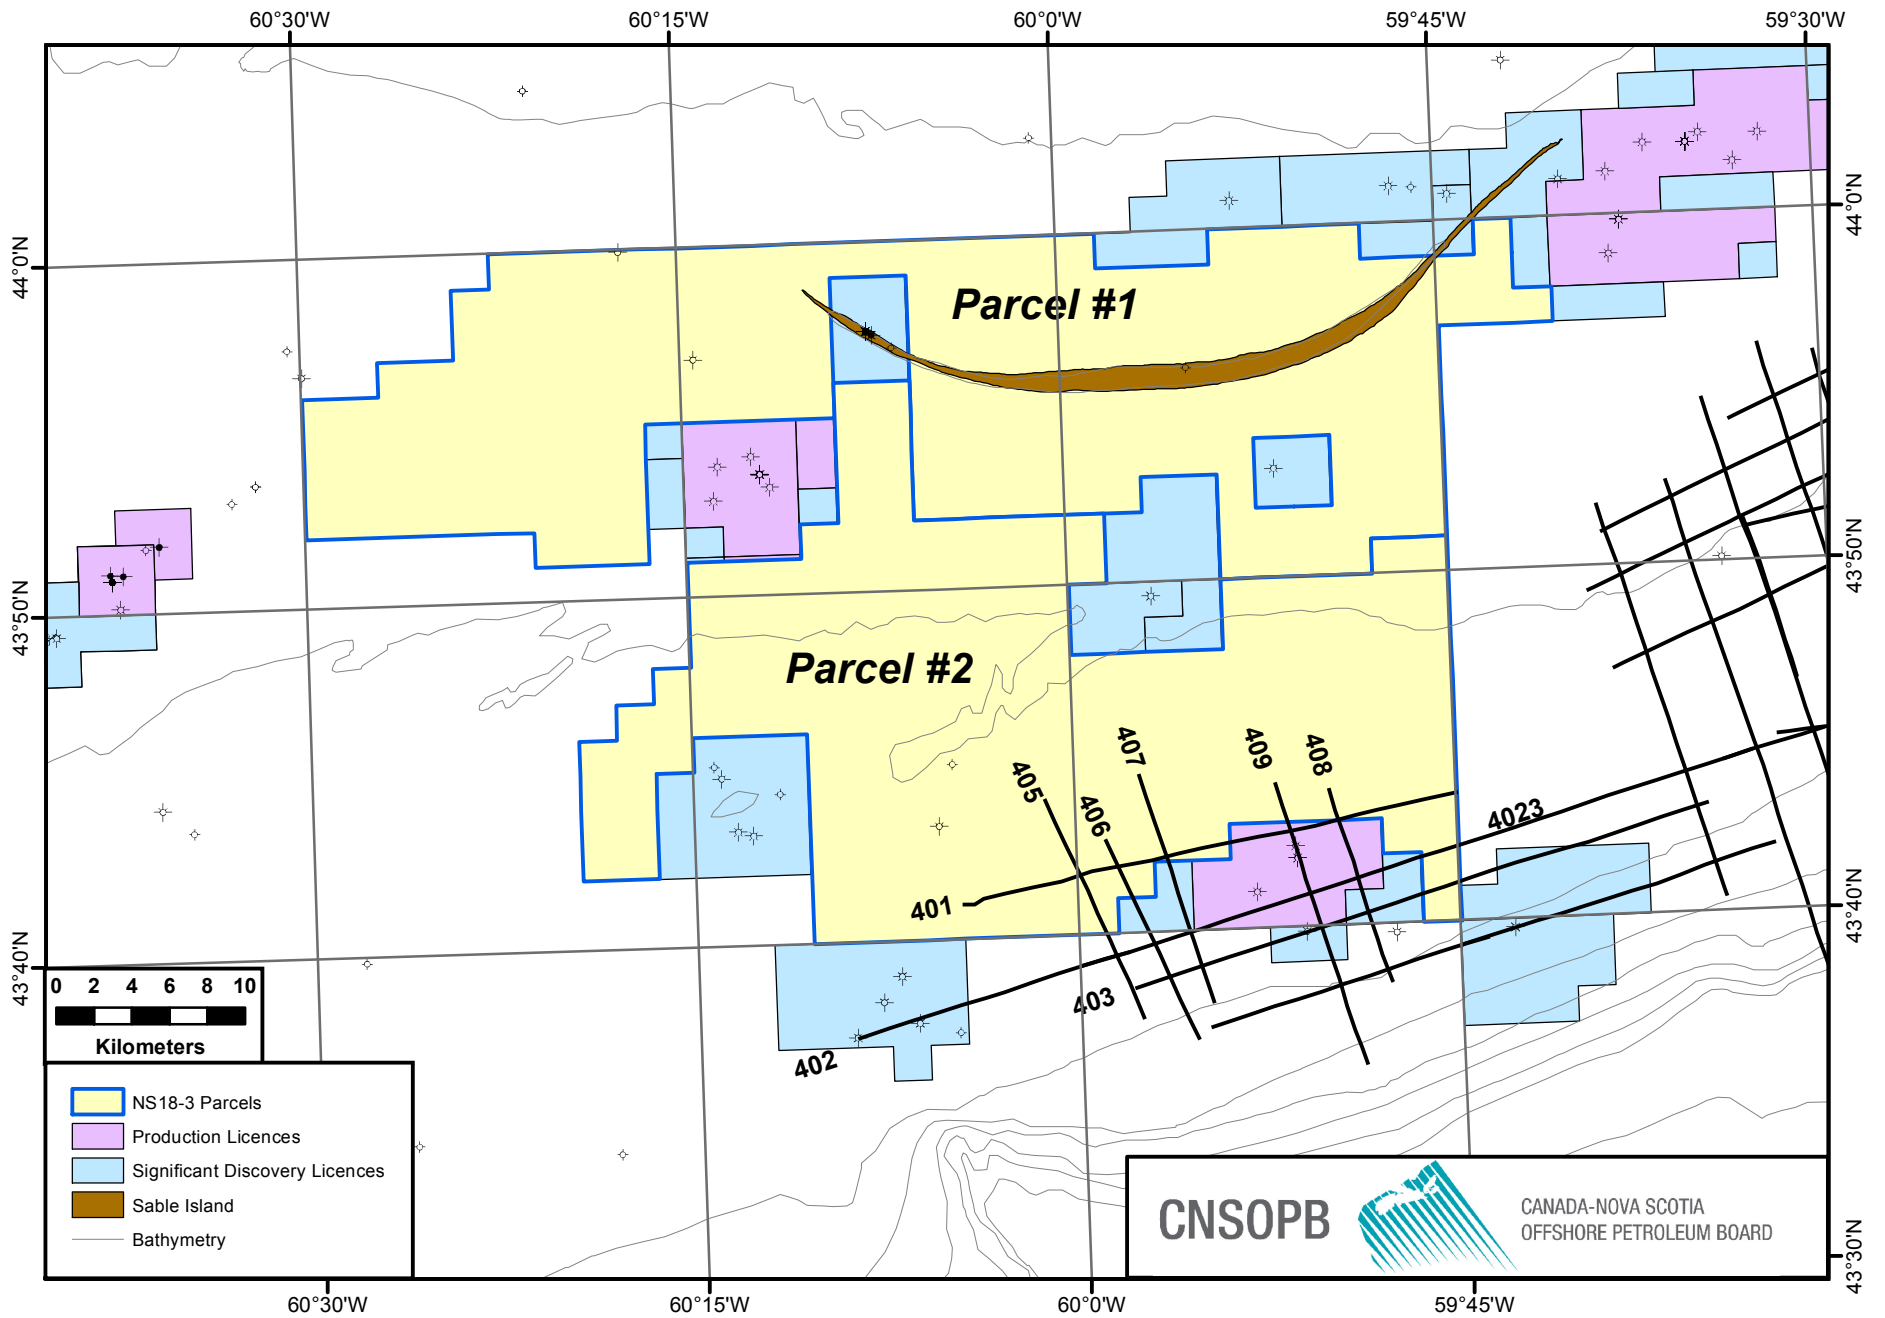 60°30'W 60°15'W 60°0'W 59°45'W 59°30'W
44°0'N
44°0'N
Parcel #1
43°50'N
43°50'N
Parcel #2
405
406
407
409
408
4023
401
403
402
43°40'N
43°40'N
0 2 4 6 8 10
Kilometers
NS18-3 Parcels
Production Licences
Significant Discovery Licences
Sable Island
Bathymetry
CNSOPB
CANADA-NOVA SCOTIA
OFFSHORE PETROLEUM BOARD
43°30'N
60°30'W 60°15'W 60°0'W 59°45'W